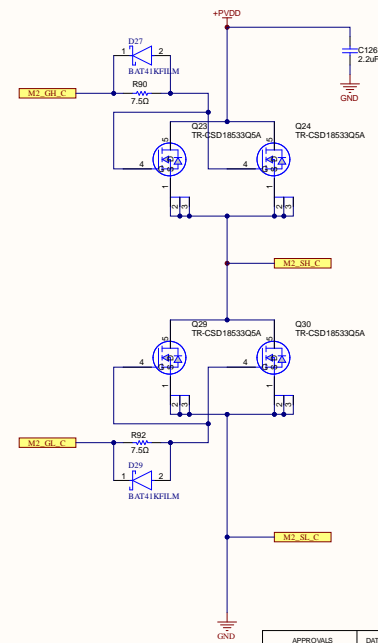 +PVDD
D27
1 2
BAT41KFILM
C126
2.2uF
GND
M2_GH_C
R90
7.5Ω
Q23
TR-CSD18533Q5A
Q24
TR-CSD18533Q5A
5
5
4
4
1
1
2 3
2 3
M2_SH_C
Q29
TR-CSD18533Q5A
Q30
TR-CSD18533Q5A
5
5
4
4
1
1
2 3
2 3
M2_GL_C
R92
7.5Ω
D29
1 2
BAT41KFILM
M2_SL_C
GND
APPROVALS
DAT